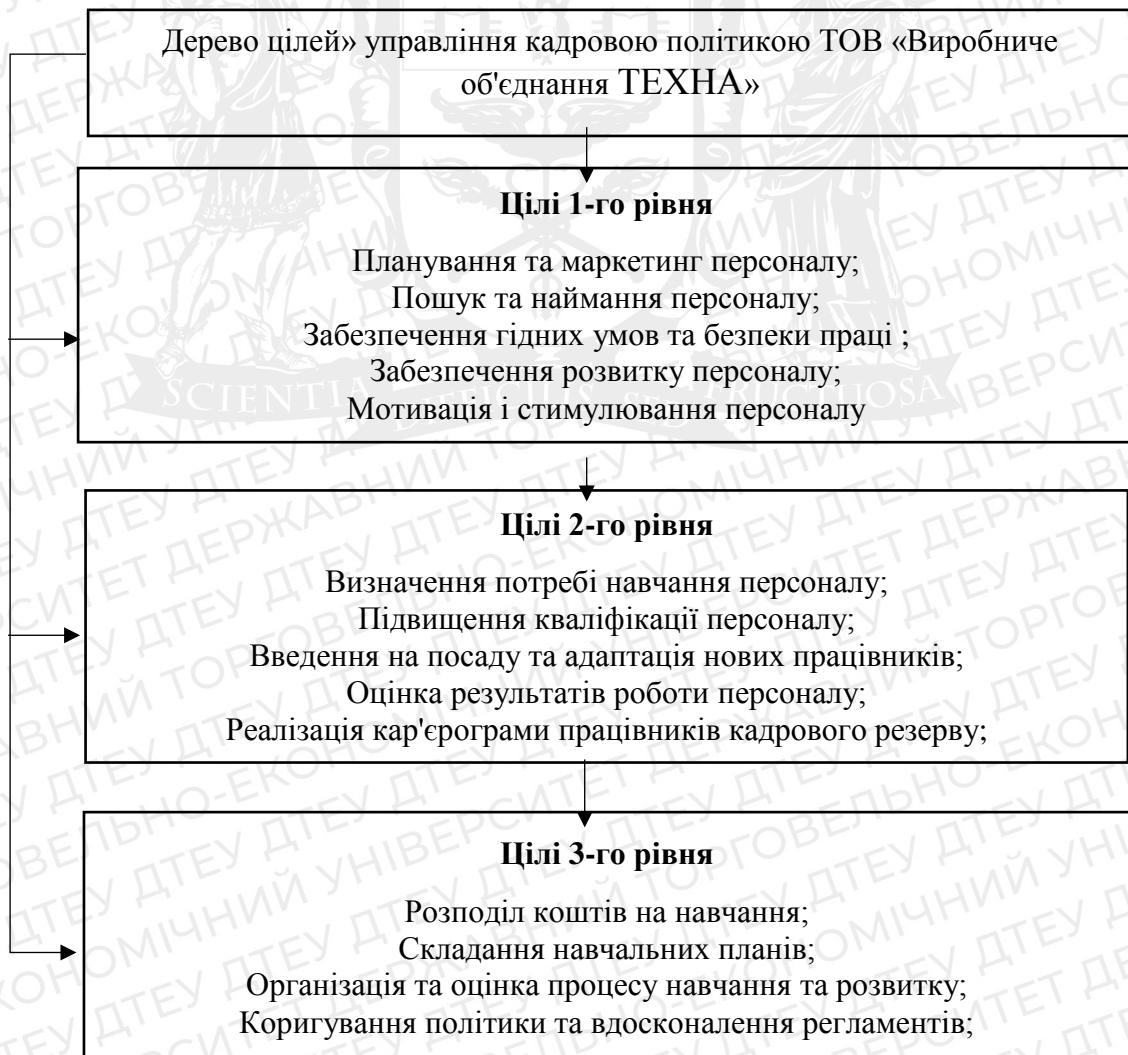 Дерево цілей» управління кадровою політикою ТОВ «Виробниче
об'єднання ТЕХНА»
Цілі 1-го рівня
Планування та маркетинг персоналу;
Пошук та наймання персоналу;
Забезпечення гідних умов та безпеки праці ;
Забезпечення розвитку персоналу;
Мотивація і стимулювання персоналу
Цілі 2-го рівня
Визначення потребі навчання персоналу;
Підвищення кваліфікації персоналу;
Введення на посаду та адаптація нових працівників;
Оцінка результатів роботи персоналу;
Реалізація кар'єрограми працівників кадрового резерву;
Цілі 3-го рівня
Розподіл коштів на навчання;
Складання навчальних планів;
Організація та оцінка процесу навчання та розвитку;
Коригування політики та вдосконалення регламентів;